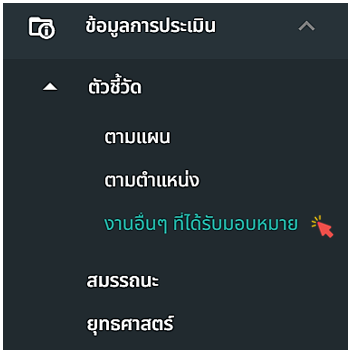 ข้อมูลการประเมิน
ตัวชี้วัด
ตามแผน
ตามตำแหน่ง
งานอื่นๆ ที่ได้รับมอบหมาย
สมรรถนะ
ยุทธศาสตร์